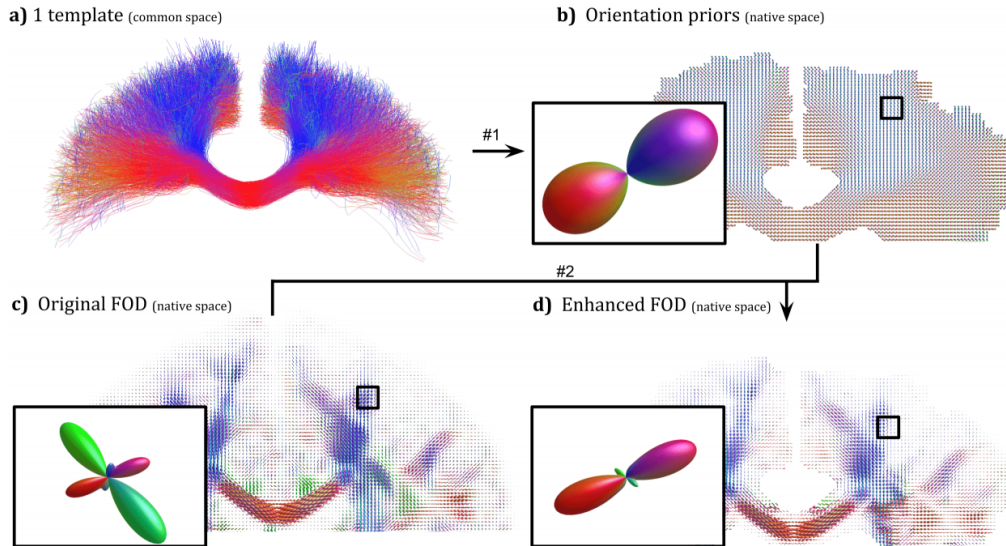 a) 1 template (common space)
b) Orientation priors (native space)
#1
#2
c) Original FOD (native space)
d) Enhanced FOD (native space)